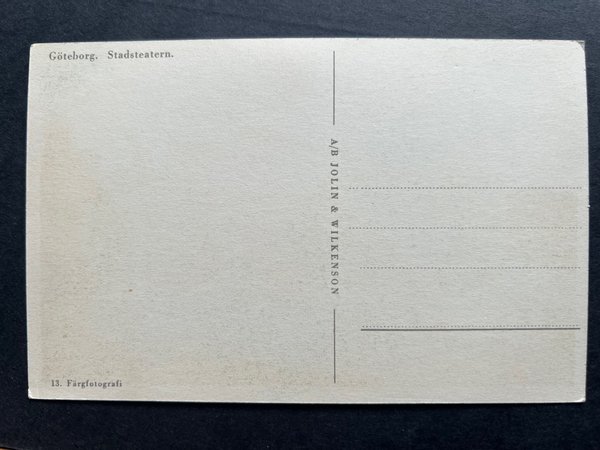 Göteborg. Stadsteatern.
A/B JOLIN & WILKENSON
13. Färgfotografi